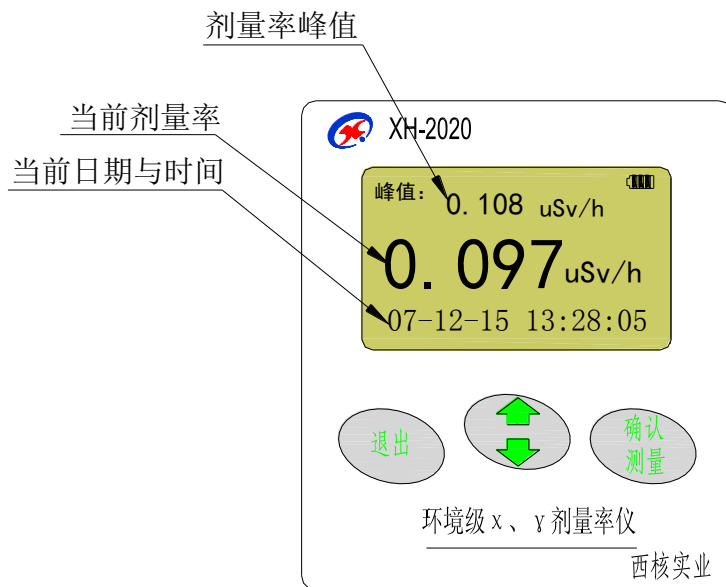 剂量率峰值
当前剂量率
当前日期与时间
XH-2020
峰值: 0.108 uSv/h
0.097uSv/h
07-12-15 13:28:05
退出
确认
测量
环境级x、γ剂量率仪
西核实业